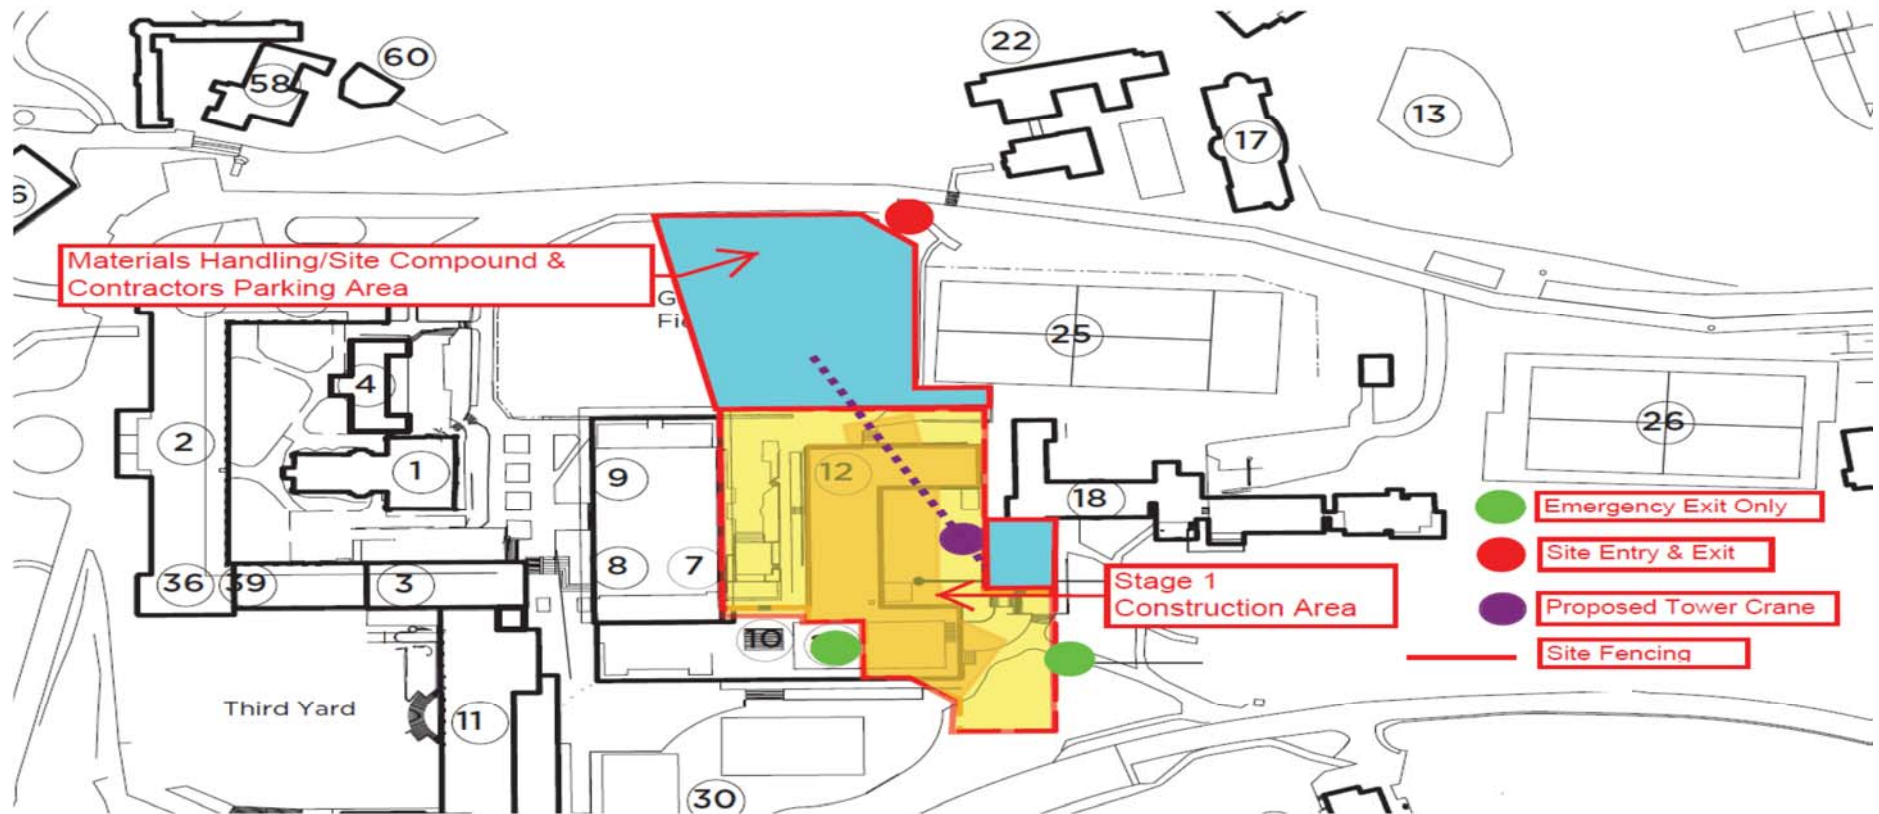 60
22
58
13
17
6
Materials Handling/Site Compound &
Contractors Parking Area
25
4
2
26
1
9
12
18
Emergency Exit Only
Site Entry & Exit
8
7
36
39
3
Stage 1
Construction Area
Proposed Tower Crane
10
Site Fencing
Third Yard
11
30